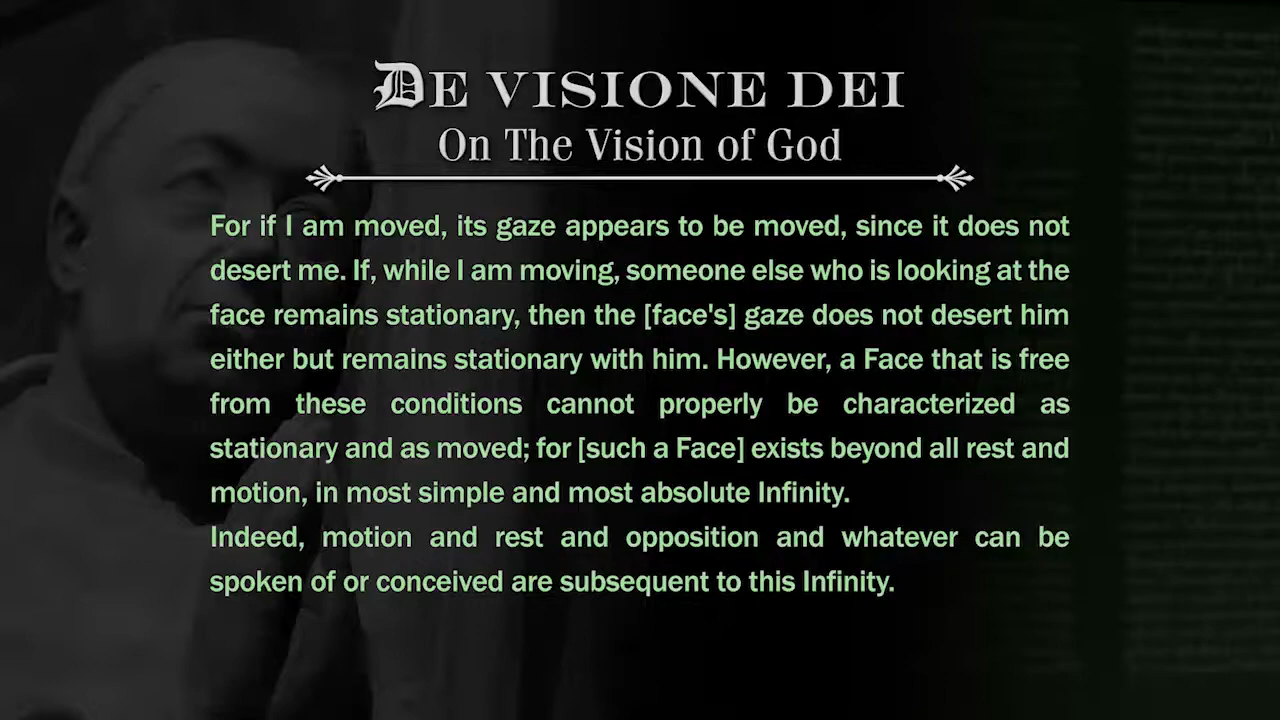 DE VISIONE DEI
On The Vision of God
For if I am moved, its gaze appears to be moved, since it does not
desert me. If, while I am moving, someone else who is looking at the
face remains stationary, then the [face's] gaze does not desert him
either but remains stationary with him. However, a Face that is free
from these conditions cannot properly be characterized as
stationary and as moved; for [such a Face] exists beyond all rest and
motion, in most simple and most absolute Infinity.
Indeed, motion and rest and opposition and whatever can be
spoken of or conceived are subsequent to this Infinity.